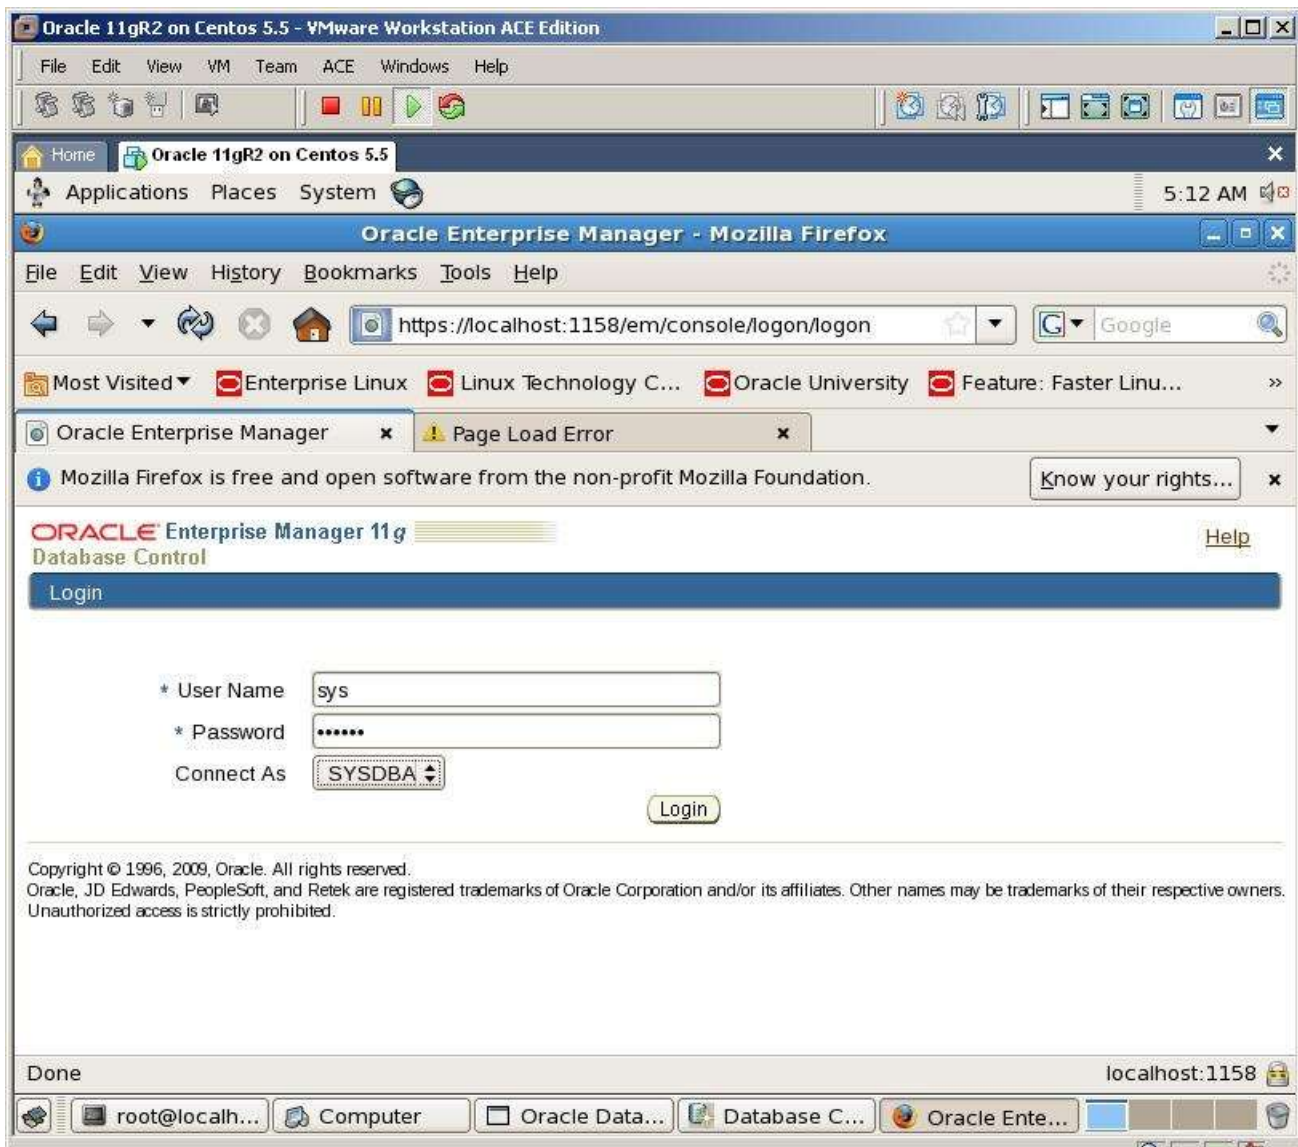 Oracle 11gR2 on Centos 5.5 - VMware Workstation ACE Edition
File Edit View VM Team ACE Windows Help
Home Oracle 11gR2 on Centos 5.5
Applications Places System 5:12 AM
Oracle Enterprise Manager - Mozilla Firefox
File Edit View History Bookmarks Tools Help
https://localhost:1158/em/console/logon/logon G Google
Most Visited Enterprise Linux Linux Technology C... Oracle University Feature: Faster Linu... »
Oracle Enterprise Manager Page Load Error
Mozilla Firefox is free and open software from the non-profit Mozilla Foundation. Know your rights...
ORACLE Enterprise Manager 11g Help
Database Control
Login
* User Name sys
* Password ••••••
Connect As SYSDBA
Login
Copyright © 1996, 2009, Oracle. All rights reserved.
Oracle, JD Edwards, PeopleSoft, and Retek are registered trademarks of Oracle Corporation and/or its affiliates. Other names may be trademarks of their respective owners.
Unauthorized access is strictly prohibited.
Done localhost:1158
root@localh... Computer Oracle Data... Database C... Oracle Ente...